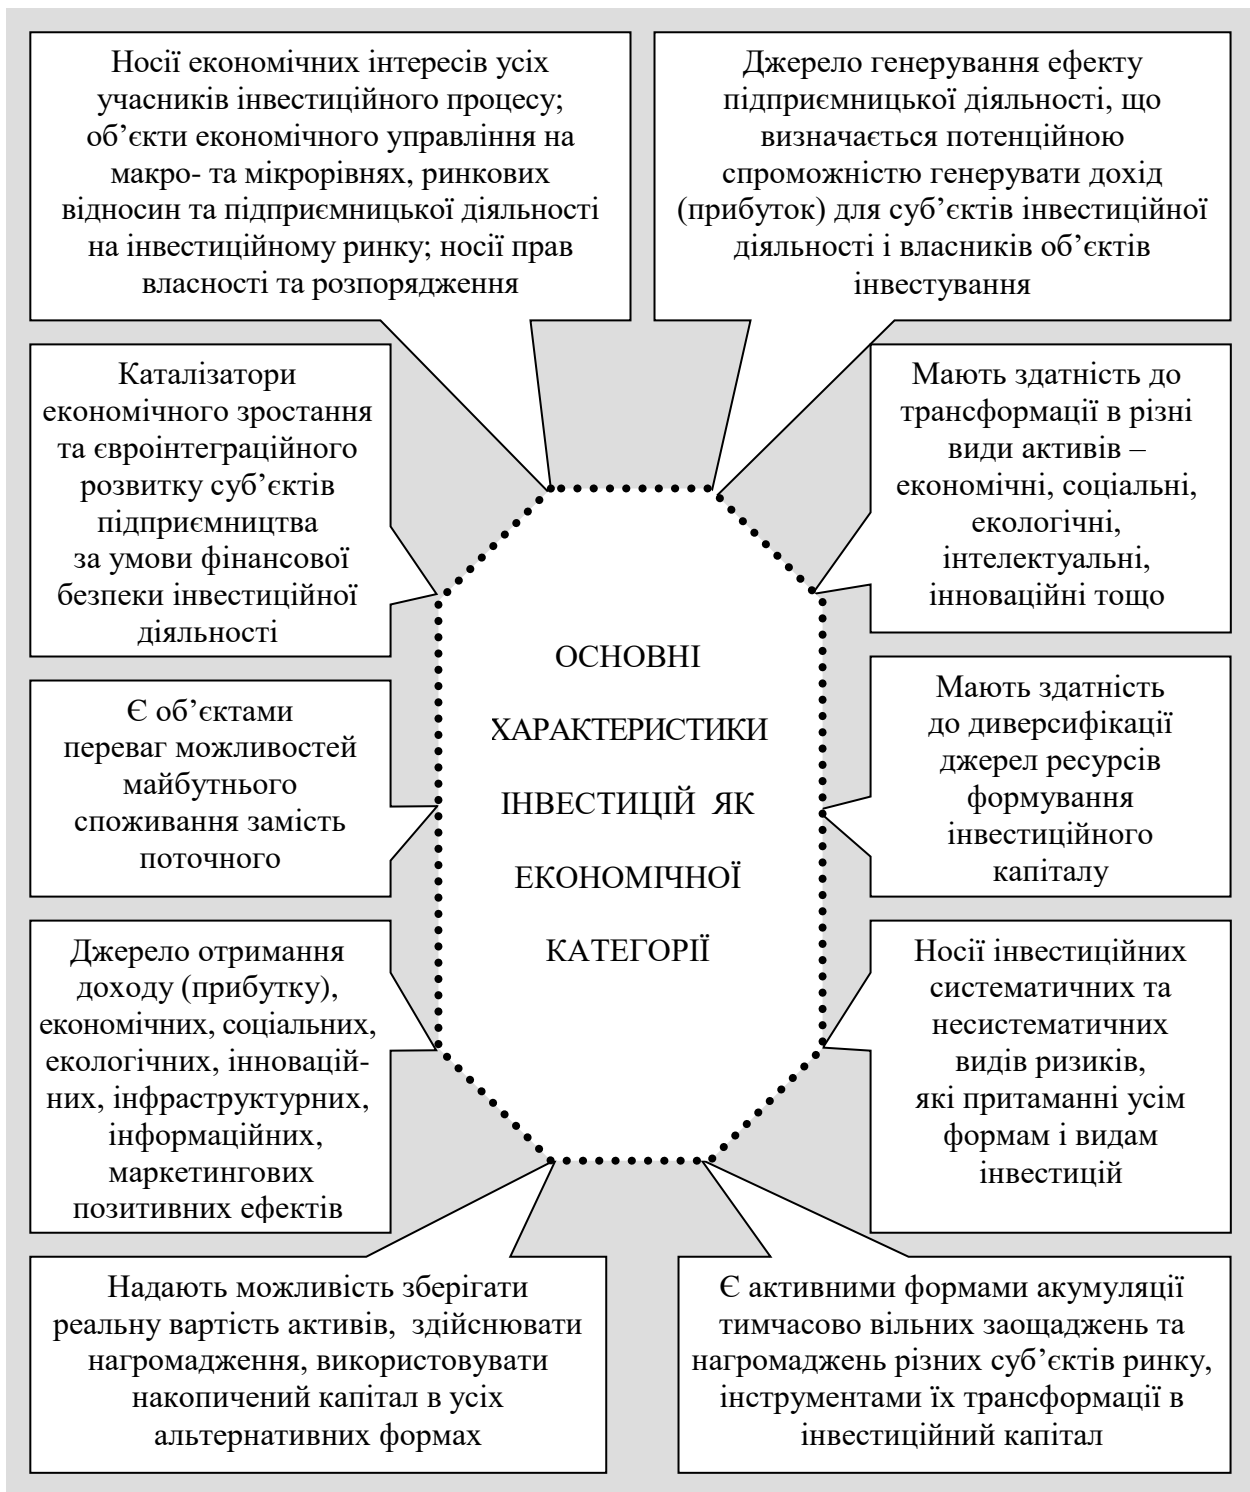 Носії економічних інтересів усіх
учасників інвестиційного процесу;
об’єкти економічного управління на
макро- та мікрорівнях, ринкових
відносин та підприємницької діяльності
на інвестиційному ринку; носії прав
власності та розпорядження
Джерело генерування ефекту
підприємницької діяльності, що
визначається потенційною
спроможністю генерувати дохід
(прибуток) для суб’єктів інвестиційної
діяльності і власників об’єктів
інвестування
Каталізатори
економічного зростання
та євроінтеграційного
розвитку суб’єктів
підприємництва
за умови фінансової
безпеки інвестиційної
діяльності
Мають здатність до
трансформації в різні
види активів –
економічні, соціальні,
екологічні,
інтелектуальні,
інноваційні тощо
ОСНОВНІ
ХАРАКТЕРИСТИКИ
ІНВЕСТИЦІЙ ЯК
ЕКОНОМІЧНОЇ
КАТЕГОРІЇ
Є об’єктами
переваг можливостей
майбутнього
споживання замість
поточного
Мають здатність
до диверсифікації
джерел ресурсів
формування
інвестиційного
капіталу
Джерело отримання
доходу (прибутку),
економічних, соціальних,
екологічних, інновацій-
них, інфраструктурних,
інформаційних,
маркетингових
позитивних ефектів
Носії інвестиційних
систематичних та
несистематичних
видів ризиків,
які притаманні усім
формам і видам
інвестицій
Надають можливість зберігати
реальну вартість активів, здійснювати
нагромадження, використовувати
накопичений капітал в усіх
альтернативних формах
Є активними формами акумуляції
тимчасово вільних заощаджень та
нагромаджень різних суб’єктів ринку,
інструментами їх трансформації в
інвестиційний капітал